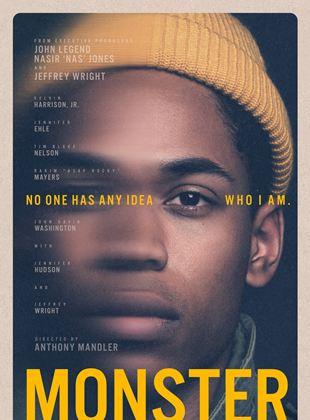 FROM EXECUTIVE PRODUCERS
JOHN LEGEND
NASIR 'NAS' JONES
AND
JEFFREY WRIGHT
KELVIN
HARRISON, JR.
JENNIFER
EHLE
TIM BLAKE
NELSON
RAKIM "A$AP ROCKY"
MAYERS
NO ONE HAS ANY IDEA WHO I AM.
JOHN DAVID
WASHINGTON
WITH
JENNIFER
HUDSON
AND
JEFFREY
WRIGHT
DIRECTED BY
ANTHONY MANDLER
MONSTER